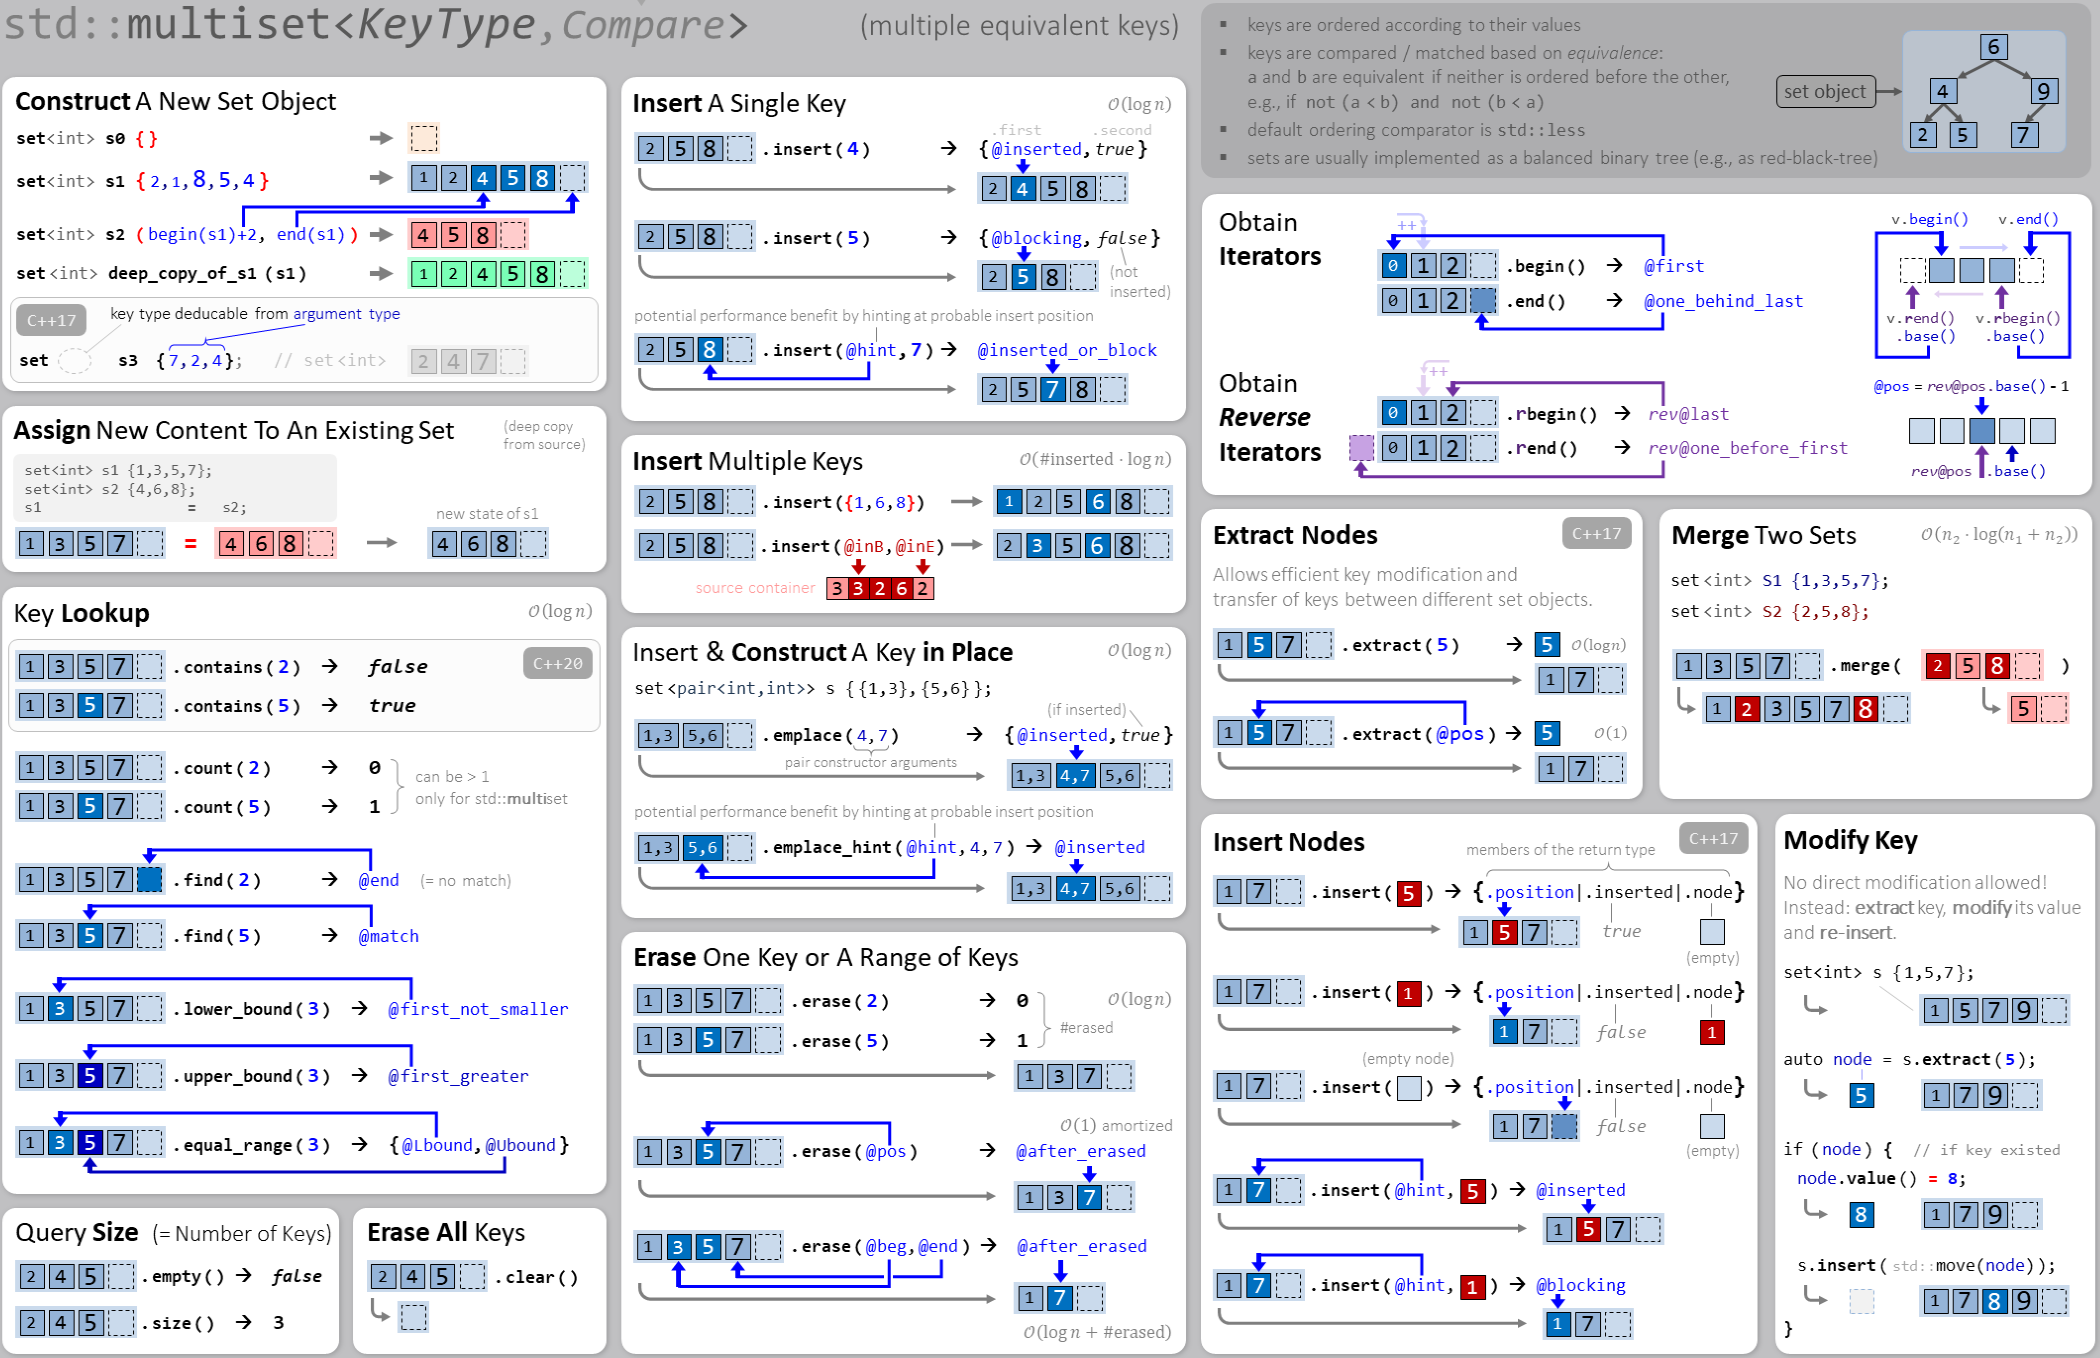 std::multiset<KeyType,Compare>
(multiple equivalent keys)
▪ keys are ordered according to their values
▪ keys are compared / matched based on equivalence:
a and b are equivalent if neither is ordered before the other,
e.g., if not (a < b) and not (b < a)
▪ default ordering comparator is std::less
▪ sets are usually implemented as a balanced binary tree (e.g., as red-black-tree)
set object
6
4 9
2 5 7
Construct A New Set Object
set<int> s0 {}
set<int> s1 {2,1,8,5,4} 1 2 4 5 8
set<int> s2 (begin(s1)+2, end(s1)) 4 5 8
set<int> deep_copy_of_s1 (s1) 1 2 4 5 8
C++17 key type deducable from argument type
set s3 {7,2,4}; // set<int> 2 4 7
Assign New Content To An Existing Set (deep copy
from source)
set<int> s1 {1,3,5,7};
set<int> s2 {4,6,8};
s1 = s2;
new state of s1
1 3 5 7 = 4 6 8 → 4 6 8
Key Lookup O(log n)
1 3 5 7 .contains(2) → false C++20
1 3 5 7 .contains(5) → true
1 3 5 7 .count(2) → 0
1 3 5 7 .count(5) → 1
can be > 1
only for std::multiset
1 3 5 7 .find(2) → @end (= no match)
1 3 5 7 .find(5) → @match
1 3 5 7 .lower_bound(3) → @first_not_smaller
1 3 5 7 .upper_bound(3) → @first_greater
1 3 5 7 .equal_range(3) → {@Lbound,@Ubound}
Query Size (= Number of Keys)
2 4 5 .empty() → false
2 4 5 .size() → 3
Erase All Keys
2 4 5 .clear()
Insert A Single Key O(log n)
.first .second
2 5 8 .insert(4) → {@inserted,true}
2 4 5 8
2 5 8 .insert(5) → {@blocking,false}
2 5 8 (not
inserted)
potential performance benefit by hinting at probable insert position
2 5 8 .insert(@hint,7) → @inserted_or_block
2 5 7 8
Insert Multiple Keys O(#inserted · log n)
2 5 8 .insert({1,6,8}) → 1 2 5 6 8
2 5 8 .insert(@inB,@inE) → 2 3 5 6 8
source container 3 3 2 6 2
Insert & Construct A Key in Place O(log n)
set<pair<int,int>> s {{1,3},{5,6}};
(if inserted)
1,3 5,6 .emplace(4,7) → {@inserted,true}
pair constructor arguments
1,3 4,7 5,6
potential performance benefit by hinting at probable insert position
1,3 5,6 .emplace_hint(@hint,4,7) → @inserted
1,3 4,7 5,6
Erase One Key or A Range of Keys
1 3 5 7 .erase(2) → 0 O(log n)
1 3 5 7 .erase(5) → 1
#erased
1 3 7
O(1) amortized
1 3 5 7 .erase(@pos) → @after_erased
1 3 7
1 3 5 7 .erase(@beg,@end) → @after_erased
1 7
O(log n + #erased)
Obtain
Iterators
++
0 1 2 .begin() → @first
0 1 2 .end() → @one_behind_last
Obtain
Reverse
Iterators
++
0 1 2 .rbegin() → rev@last
0 1 2 .rend() → rev@one_before_first
v.begin() v.end()
v.rend() v.rbegin()
.base() .base()
@pos = rev@pos.base() - 1
rev@pos .base()
Extract Nodes C++17
Allows efficient key modification and
transfer of keys between different set objects.
1 5 7 .extract(5) → 5 O(logn)
1 7
1 5 7 .extract(@pos) → 5 O(1)
1 7
Merge Two Sets O(n2 · log(n1 + n2))
set<int> S1 {1,3,5,7};
set<int> S2 {2,5,8};
1 3 5 7 .merge( 2 5 8 )
1 2 3 5 7 8 5
Insert Nodes C++17
members of the return type
1 7 .insert( 5 ) → {.position|.inserted|.node}
1 5 7 true
(empty)
1 7 .insert( 1 ) → {.position|.inserted|.node}
1 7 false 1
(empty node)
1 7 .insert( ) → {.position|.inserted|.node}
1 7 false
(empty)
1 7 .insert(@hint, 5 ) → @inserted
1 5 7
1 7 .insert(@hint, 1 ) → @blocking
1 7
Modify Key
No direct modification allowed!
Instead: extract key, modify its value
and re-insert.
set<int> s {1,5,7};
1 5 7 9
auto node = s.extract(5);
5 1 7 9
if (node) { // if key existed
node.value() = 8;
8 1 7 9
s.insert(std::move(node));
1 7 8 9
}